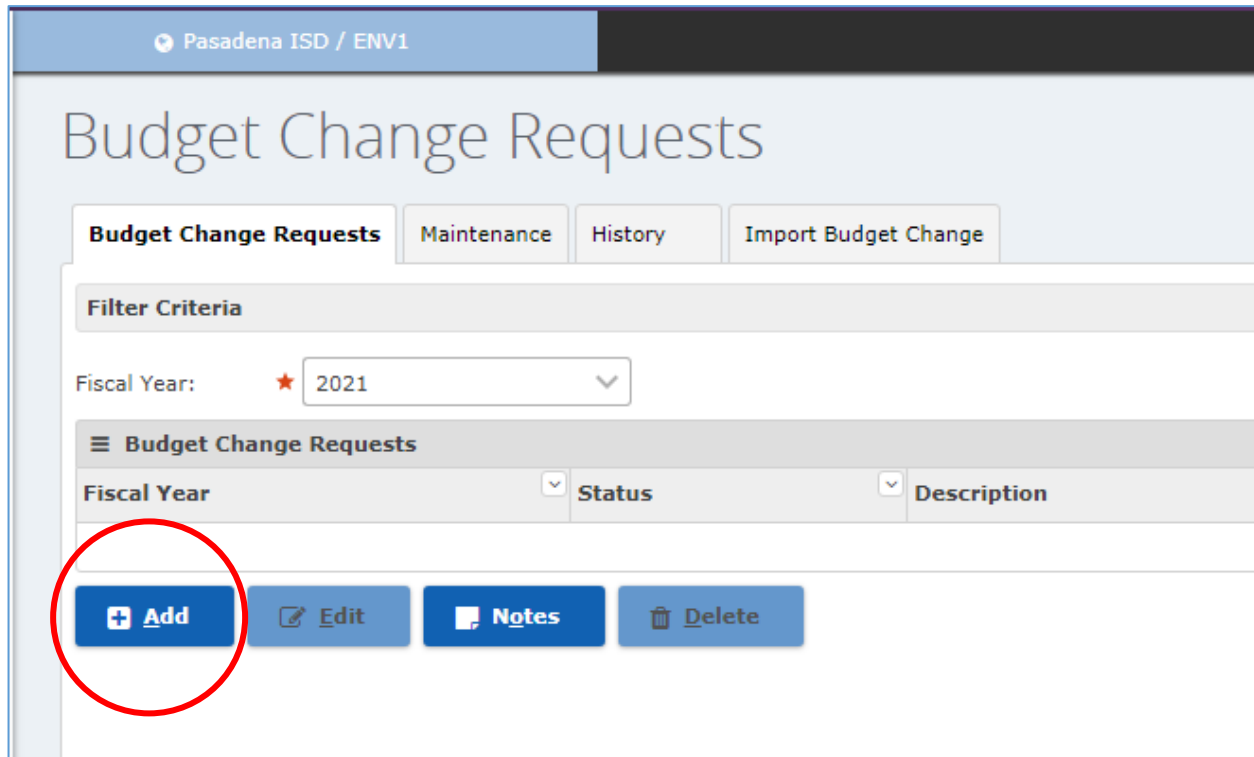 Pasadena ISD / ENV1
Budget Change Requests
Budget Change Requests Maintenance History Import Budget Change
Filter Criteria
Fiscal Year: 2021
Budget Change Requests
Fiscal Year Status Description
Add Edit Notes Delete